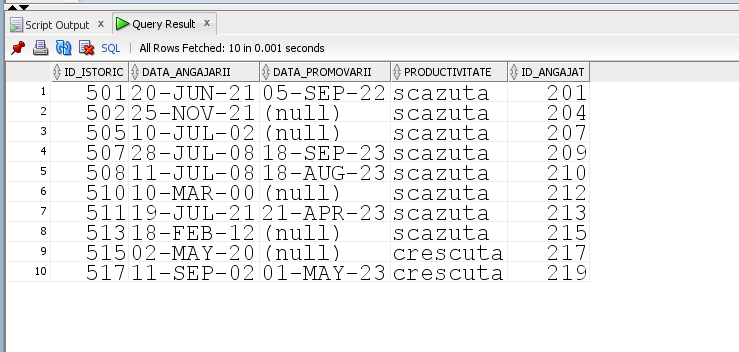 Script Output x Query Result x
SQL | All Rows Fetched: 10 in 0.001 seconds
ID_ISTORIC DATA_ANGAJARII DATA_PROMOVARII PRODUCTIVITATE ID_ANGAJAT
1 501 20-JUN-21 05-SEP-22 scazuta 201
2 502 25-NOV-21 (null) scazuta 204
3 505 10-JUL-02 (null) scazuta 207
4 507 28-JUL-08 18-SEP-23 scazuta 209
5 508 11-JUL-08 18-AUG-23 scazuta 210
6 510 10-MAR-00 (null) scazuta 212
7 511 19-JUL-21 21-APR-23 scazuta 213
8 513 18-FEB-12 (null) scazuta 215
9 515 02-MAY-20 (null) crescuta 217
10 517 11-SEP-02 01-MAY-23 crescuta 219